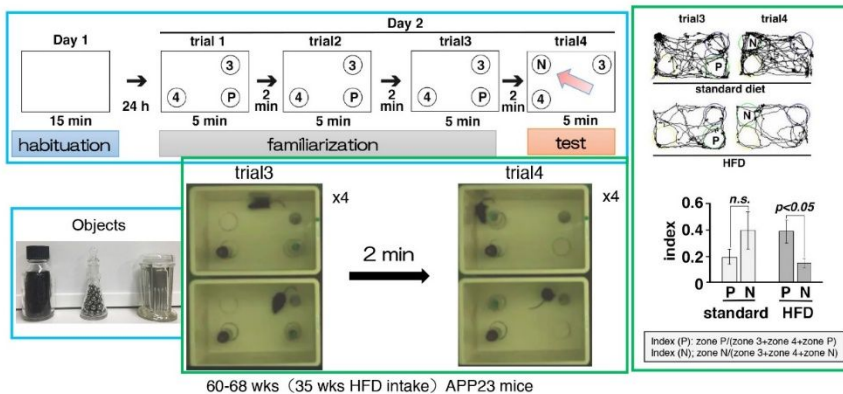 Day 1
Day 2
trial 1
trial2
trial3
trial4
3
4
P
3
4
P
3
4
P
N
3
4
24 h
2 min
2 min
2 min
15 min
5 min
5 min
5 min
5 min
habituation
familiarization
test
Objects
trial3
x4
2 min
trial4
x4
60-68 wks（35 wks HFD intake）APP23 mice
trial3
trial4
P
N
standard diet
P
N
HFD
n.s.
p<0.05
0.6
0.4
0.2
0
index
P N P N
standard HFD
Index (P): zone P/(zone 3+zone 4+zone P)
Index (N); zone N/(zone 3+zone 4+zone N)